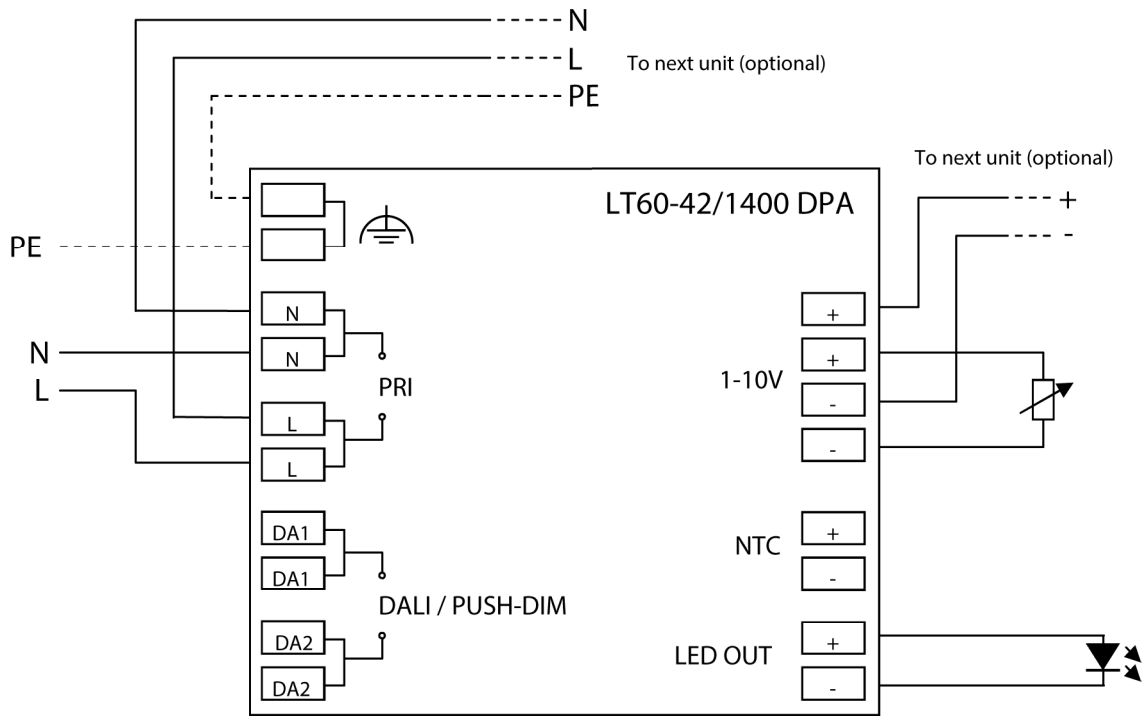 N
L
To next unit (optional)
PE
To next unit (optional)
LT60-42/1400 DPA
+
-
PE
N
N
N
L
PRI
L
L
DA1
DA1
DALI / PUSH-DIM
DA2
DA2
+
+
1-10V
-
-
NTC
+
-
LED OUT
+
-